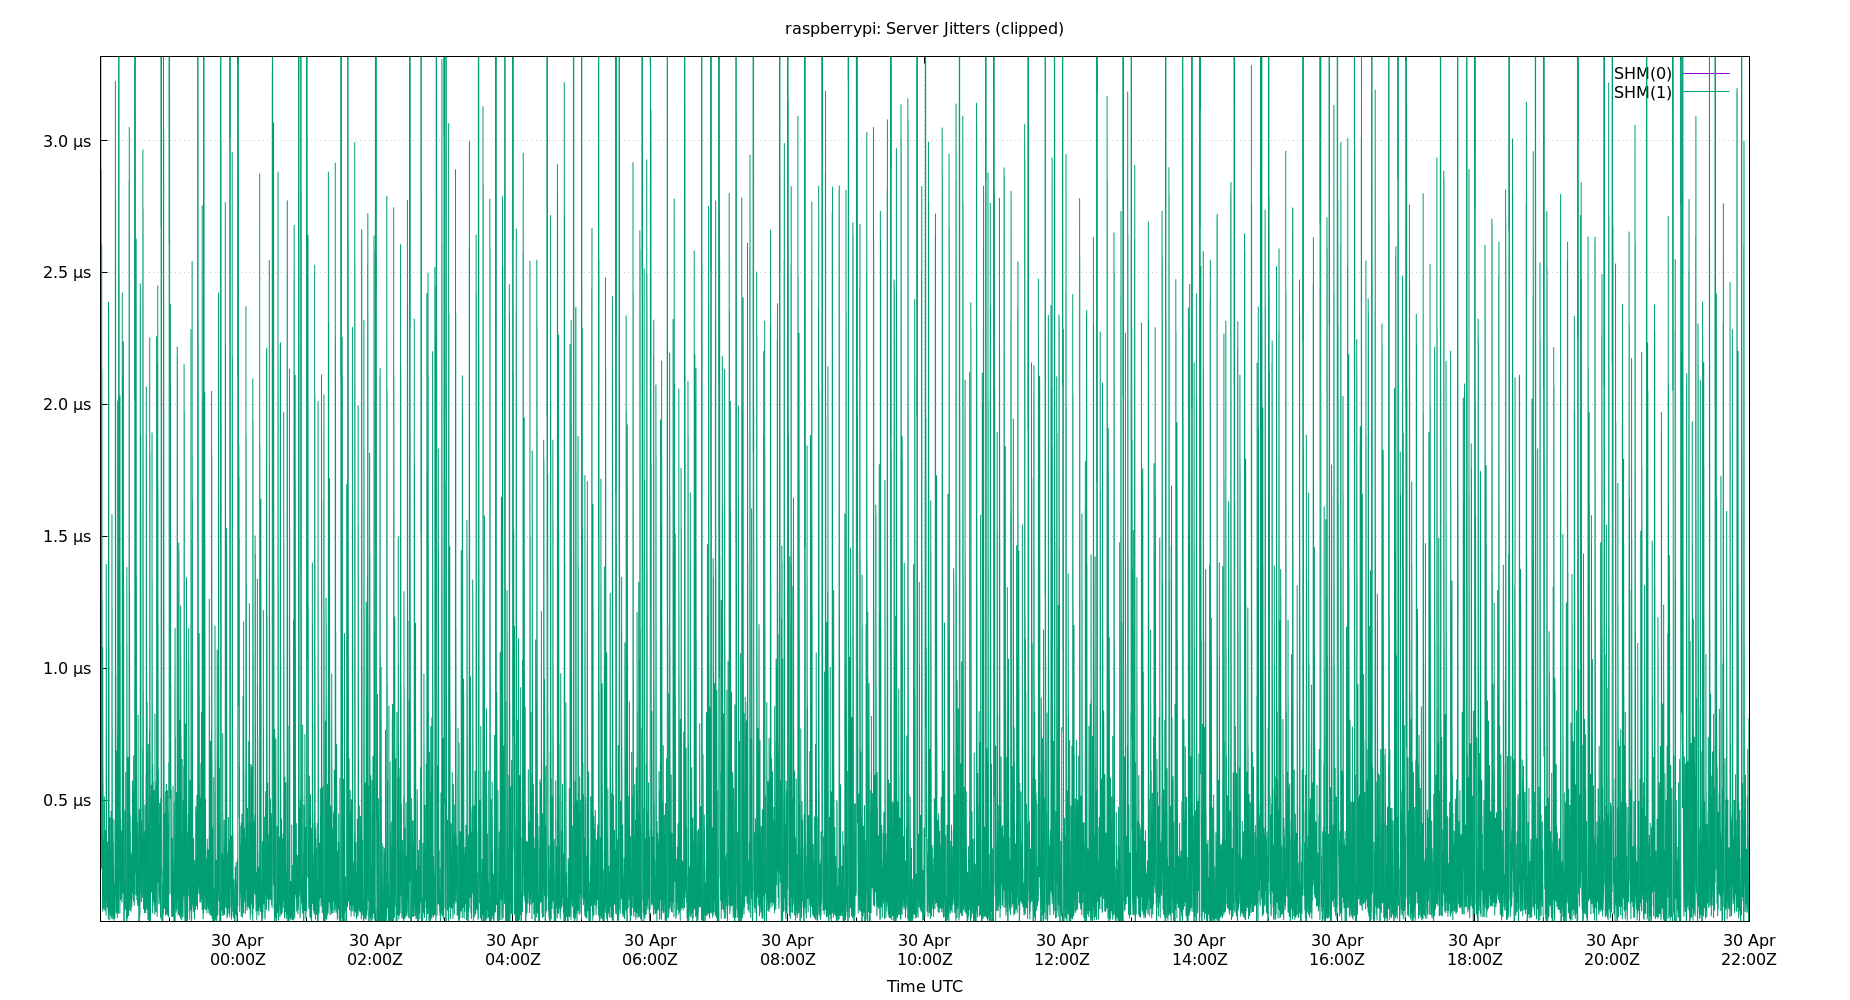 raspberrypi: Server Jitters (clipped)
SHM(0)
SHM(1)
3.0 μs
2.5 μs
2.0 μs
1.5 μs
1.0 μs
0.5 μs
30 Apr 30 Apr 30 Apr 30 Apr 30 Apr 30 Apr 30 Apr 30 Apr 30 Apr 30 Apr 30 Apr 30 Apr
00:00Z 02:00Z 04:00Z 06:00Z 08:00Z 10:00Z 12:00Z 14:00Z 16:00Z 18:00Z 20:00Z 22:00Z
Time UTC